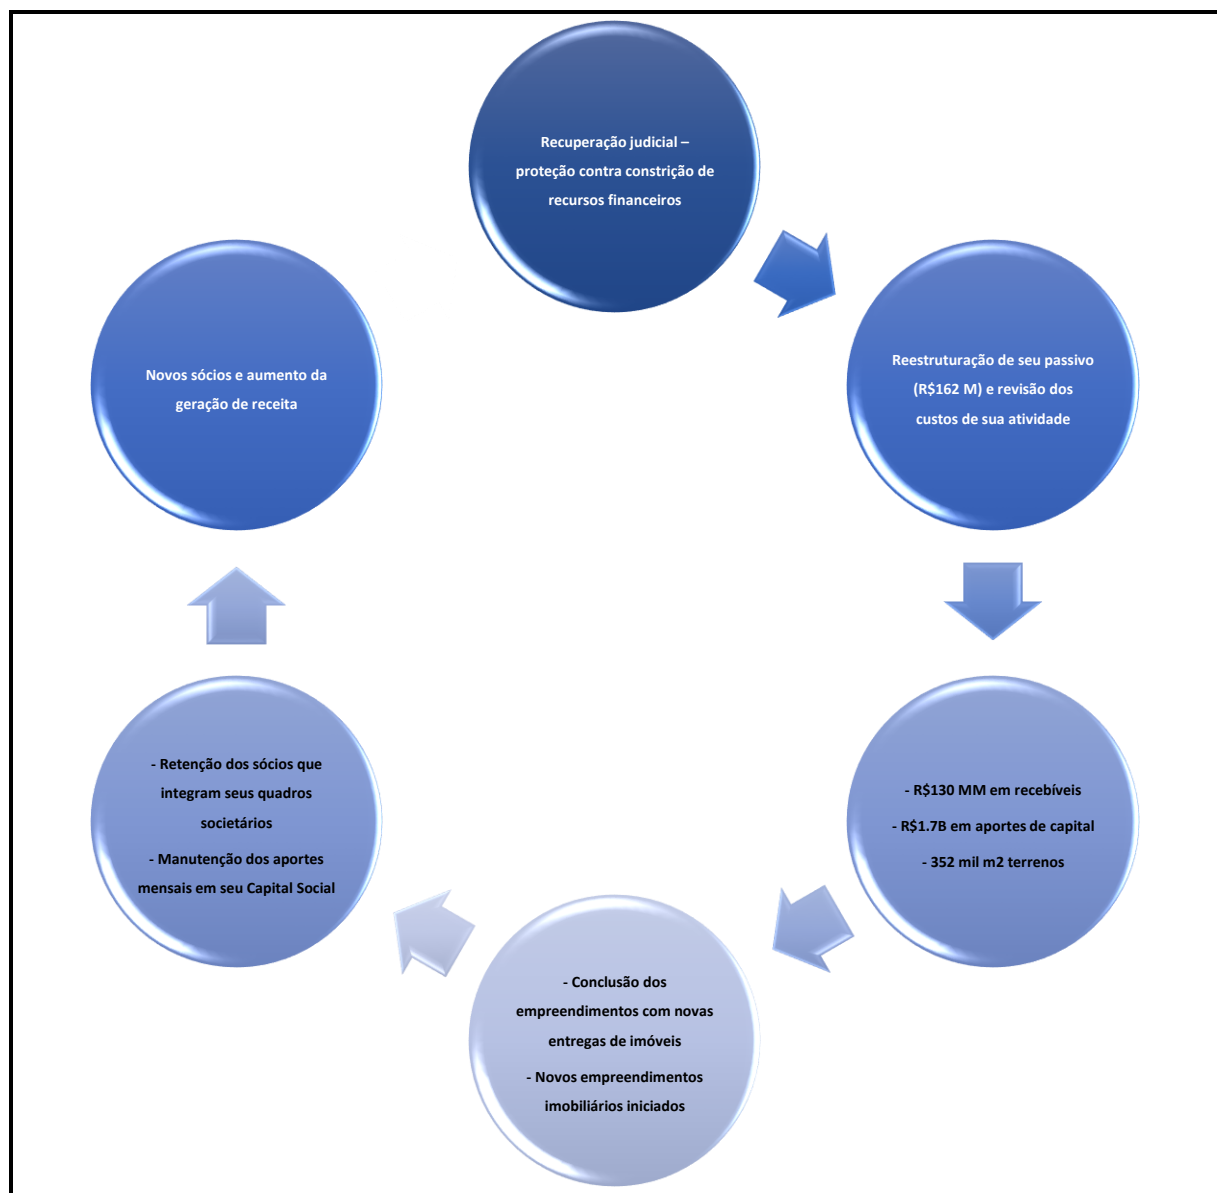 Recuperação judicial –
proteção contra constrição de
recursos financeiros
Reestruturação de seu passivo
(R$162 M) e revisão dos
custos de sua atividade
- R$130 MM em recebíveis
- R$1.7B em aportes de capital
- 352 mil m2 terrenos
- Conclusão dos
empreendimentos com novas
entregas de imóveis
- Novos empreendimentos
imobiliários iniciados
- Retenção dos sócios que
integram seus quadros
societários
- Manutenção dos aportes
mensais em seu Capital Social
Novos sócios e aumento da
geração de receita